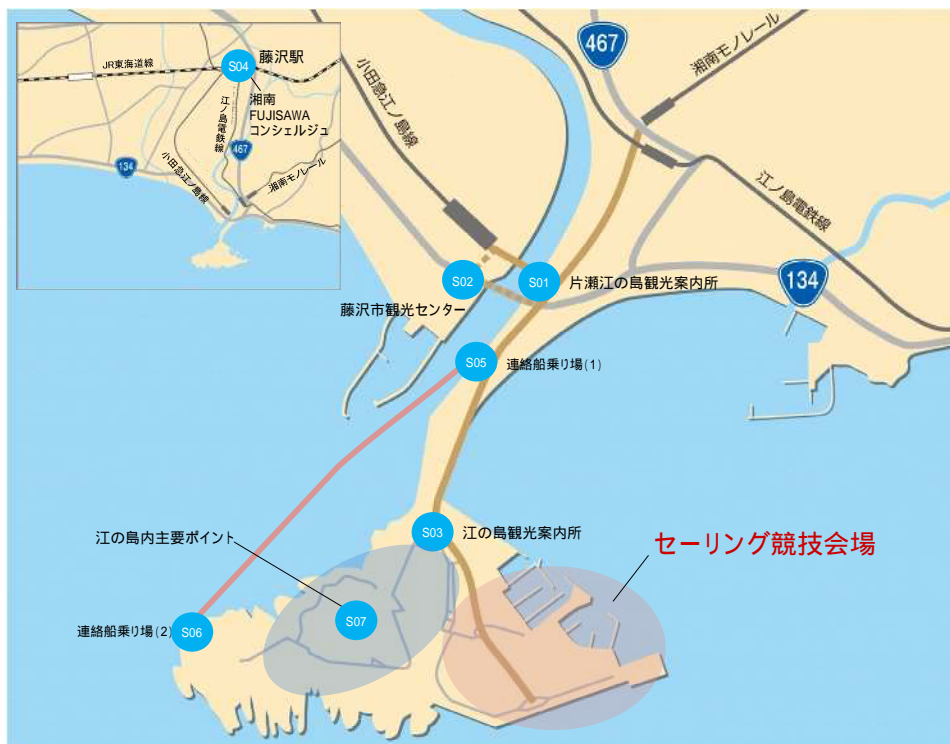 JR東海道線
S04
藤沢駅
湘南
FUJISAWA
コンシェルジュ
江ノ島電鉄線
467
134
小田急江ノ島線
湘南モノレール
467
湘南モノレール
小田急江ノ島線
江ノ島電鉄線
S02
S01
片瀬江の島観光案内所
134
藤沢市観光センター
S05
連絡船乗り場(1)
S03
江の島観光案内所
江の島内主要ポイント
セーリング競技会場
S07
連絡船乗り場(2)
S06